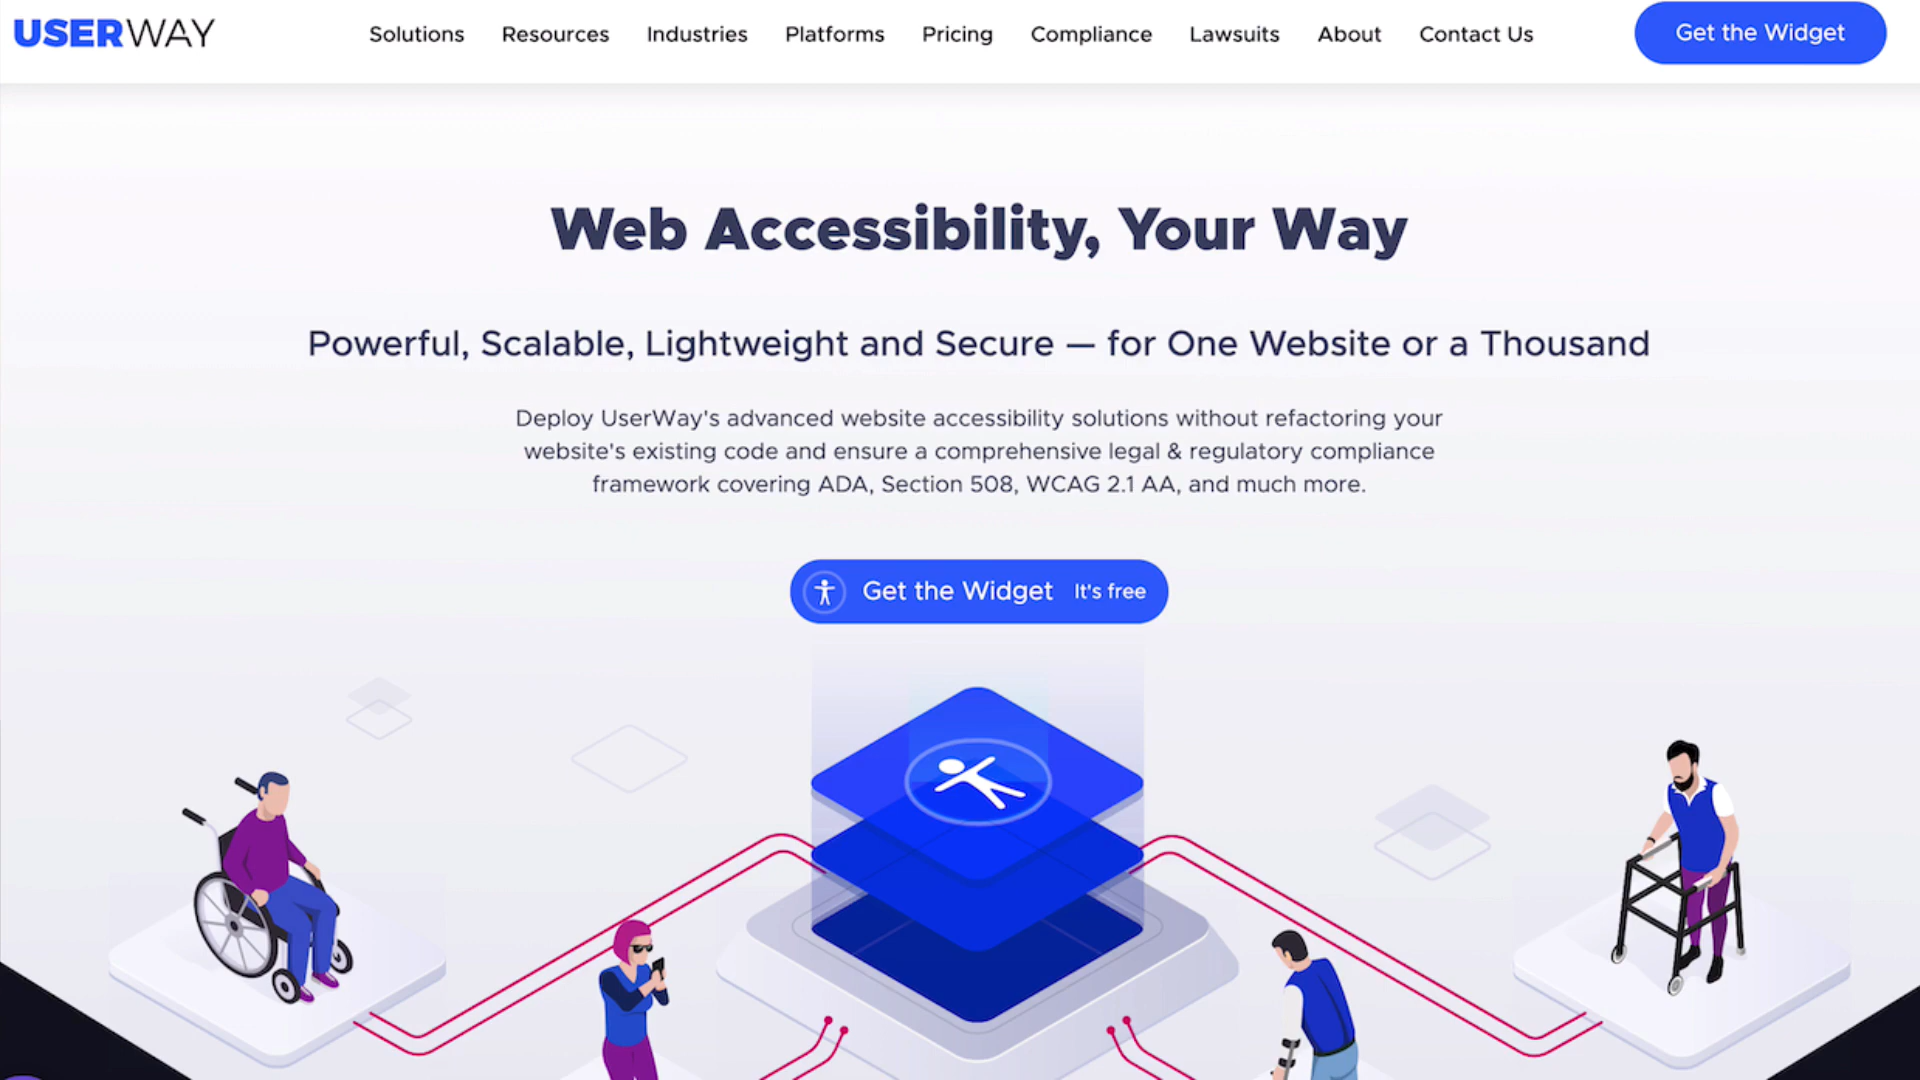 USERWAY
Solutions Resources Industries Platforms Pricing Compliance Lawsuits About Contact Us Get the Widget
Web Accessibility, Your Way
Powerful, Scalable, Lightweight and Secure — for One Website or a Thousand
Deploy UserWay's advanced website accessibility solutions without refactoring your
website's existing code and ensure a comprehensive legal & regulatory compliance
framework covering ADA, Section 508, WCAG 2.1 AA, and much more.
Get the Widget It's free